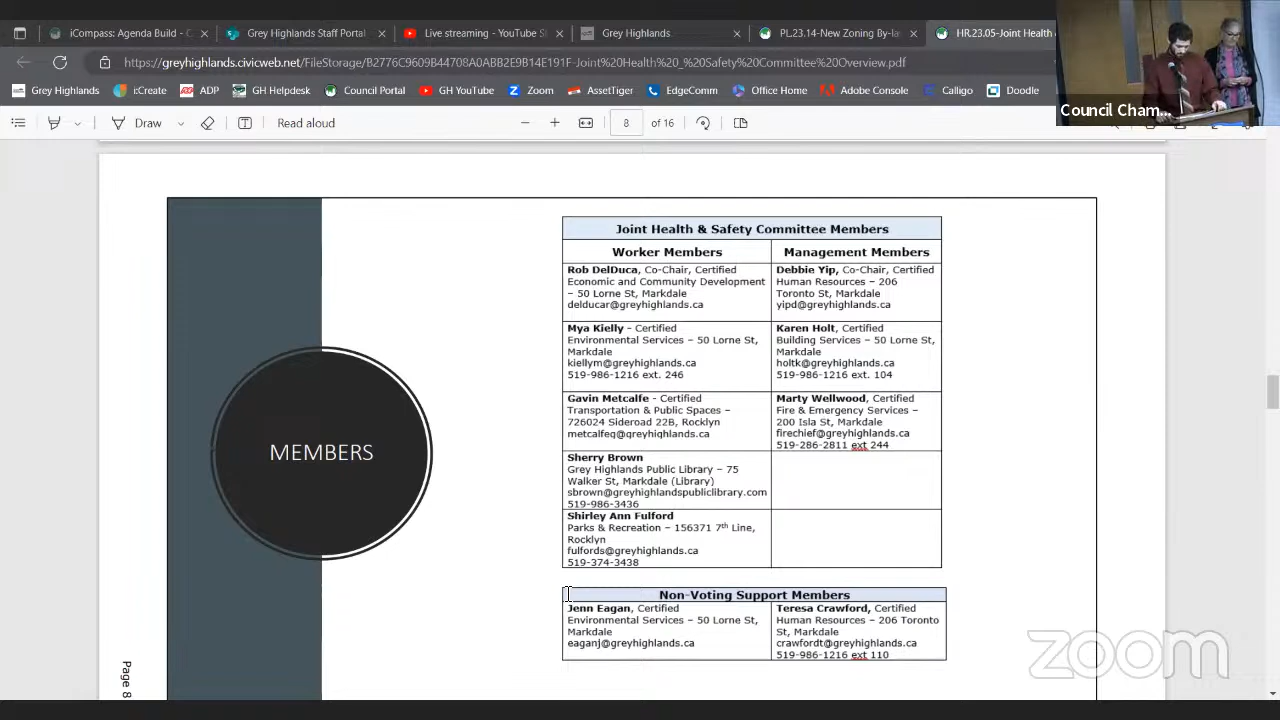 iCompass: Agenda Build - C
Grey Highlands Staff Portal
Live streaming - YouTube S
Grey Highlands
PL.23.14-New Zoning By-la
HR.23.05-Joint Health &
https://greyhighlands.civicweb.net/FileStorage/B2776C9609B44708A0ABB2E9B14E191F-Joint%20Health%20_%20Safety%20Committee%20Overview.pdf
Grey Highlands
iCreate
ADP
GH Helpdesk
Council Portal
GH YouTube
Zoom
AssetTiger
EdgeComm
Office Home
Adobe Console
Calligo
Doodle
Council Cham...
Draw
Read aloud
8
of 16
MEMBERS
Joint Health & Safety Committee Members
Worker Members
Management Members
Rob DelDuca, Co-Chair, Certified
Economic and Community Development
– 50 Lorne St, Markdale
delducar@greyhighlands.ca
Debbie Yip, Co-Chair, Certified
Human Resources – 206
Toronto St, Markdale
yipd@greyhighlands.ca
Mya Kielly - Certified
Environmental Services – 50 Lorne St,
Markdale
kiellym@greyhighlands.ca
519-986-1216 ext. 246
Karen Holt, Certified
Building Services – 50 Lorne St,
Markdale
holtk@greyhighlands.ca
519-986-1216 ext. 104
Gavin Metcalfe - Certified
Transportation & Public Spaces –
726024 Sideroad 22B, Rocklyn
metcalfeg@greyhighlands.ca
Marty Wellwood, Certified
Fire & Emergency Services –
200 Isla St, Markdale
firechief@greyhighlands.ca
519-286-2811 ext 244
Sherry Brown
Grey Highlands Public Library – 75
Walker St, Markdale (Library)
sbrown@greyhighlandspubliclibrary.com
519-986-3436
Shirley Ann Fulford
Parks & Recreation – 156371 7th Line,
Rocklyn
fulfords@greyhighlands.ca
519-374-3438
Non-Voting Support Members
Jenn Eagan, Certified
Environmental Services – 50 Lorne St,
Markdale
eaganj@greyhighlands.ca
Teresa Crawford, Certified
Human Resources – 206 Toronto
St, Markdale
crawfordt@greyhighlands.ca
519-986-1216 ext 110
Page 8
zoom